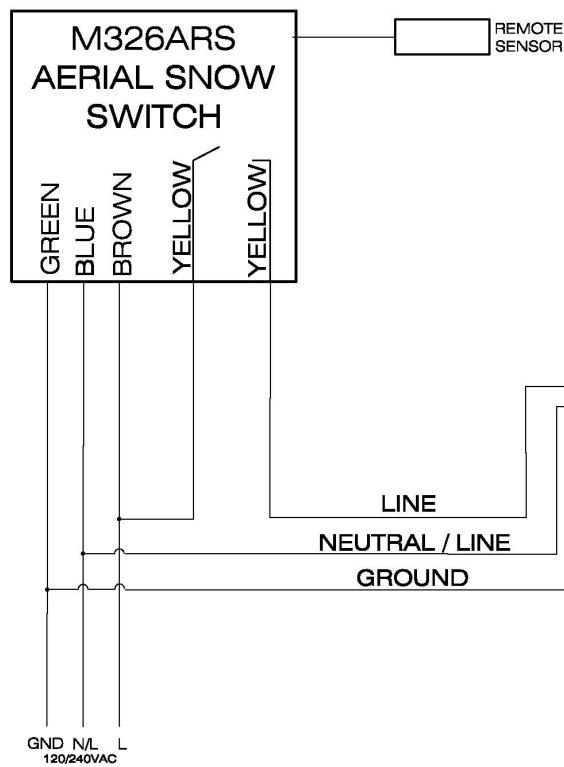 M326ARS
AERIAL SNOW
SWITCH
REMOTE
SENSOR
GREEN
BLUE
BROWN
YELLOW
YELLOW
LINE
NEUTRAL / LINE
GROUND
GND N/L L
120/240VAC